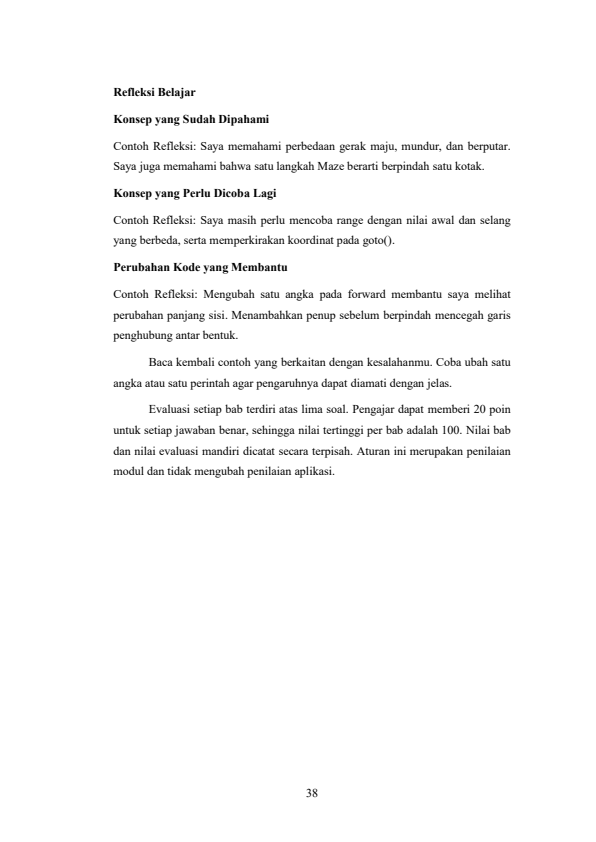 Refleksi Belajar
Konsep yang Sudah Dipahami
Contoh Refleksi: Saya memahami perbedaan gerak maju, mundur, dan berputar.
Saya juga memahami bahwa satu langkah Maze berarti berpindah satu kotak.
Konsep yang Perlu Dicoba Lagi
Contoh Refleksi: Saya masih perlu mencoba range dengan nilai awal dan selang
yang berbeda, serta memperkirakan koordinat pada goto().
Perubahan Kode yang Membantu
Contoh Refleksi: Mengubah satu angka pada forward membantu saya melihat
perubahan panjang sisi. Menambahkan penup sebelum berpindah mencegah garis
penghubung antar bentuk.
Baca kembali contoh yang berkaitan dengan kesalahanmu. Coba ubah satu
angka atau satu perintah agar pengaruhnya dapat diamati dengan jelas.
Evaluasi setiap bab terdiri atas lima soal. Pengajar dapat memberi 20 poin
untuk setiap jawaban benar, sehingga nilai tertinggi per bab adalah 100. Nilai bab
dan nilai evaluasi mandiri dicatat secara terpisah. Aturan ini merupakan penilaian
modul dan tidak mengubah penilaian aplikasi.
38